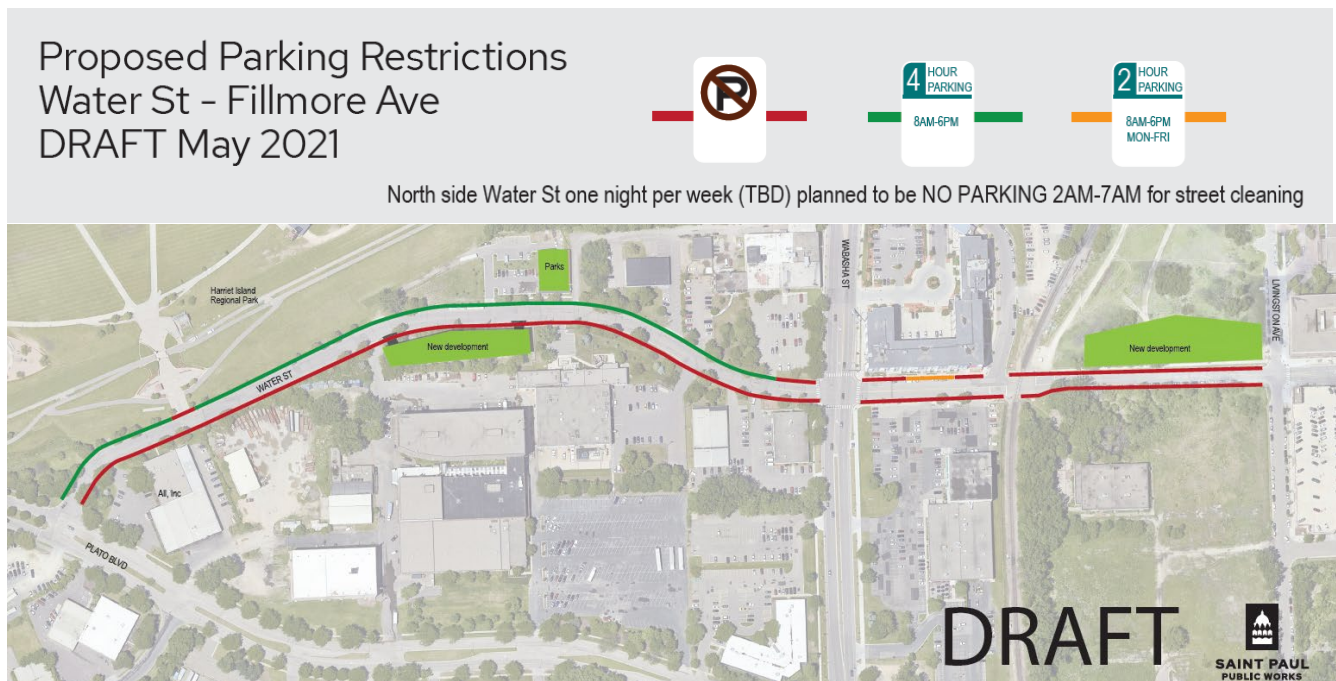 Proposed Parking Restrictions
Water St - Fillmore Ave
DRAFT May 2021
P
4 HOUR
PARKING
8AM-6PM
2 HOUR
PARKING
8AM-6PM
MON-FRI
North side Water St one night per week (TBD) planned to be NO PARKING 2AM-7AM for street cleaning
Parks
Harriet Island
Regional Park
WABASHA ST
LIVINGSTON AVE
New development
New development
WATER ST
All, Inc
PLATO BLVD
DRAFT
SAINT PAUL
PUBLIC WORKS